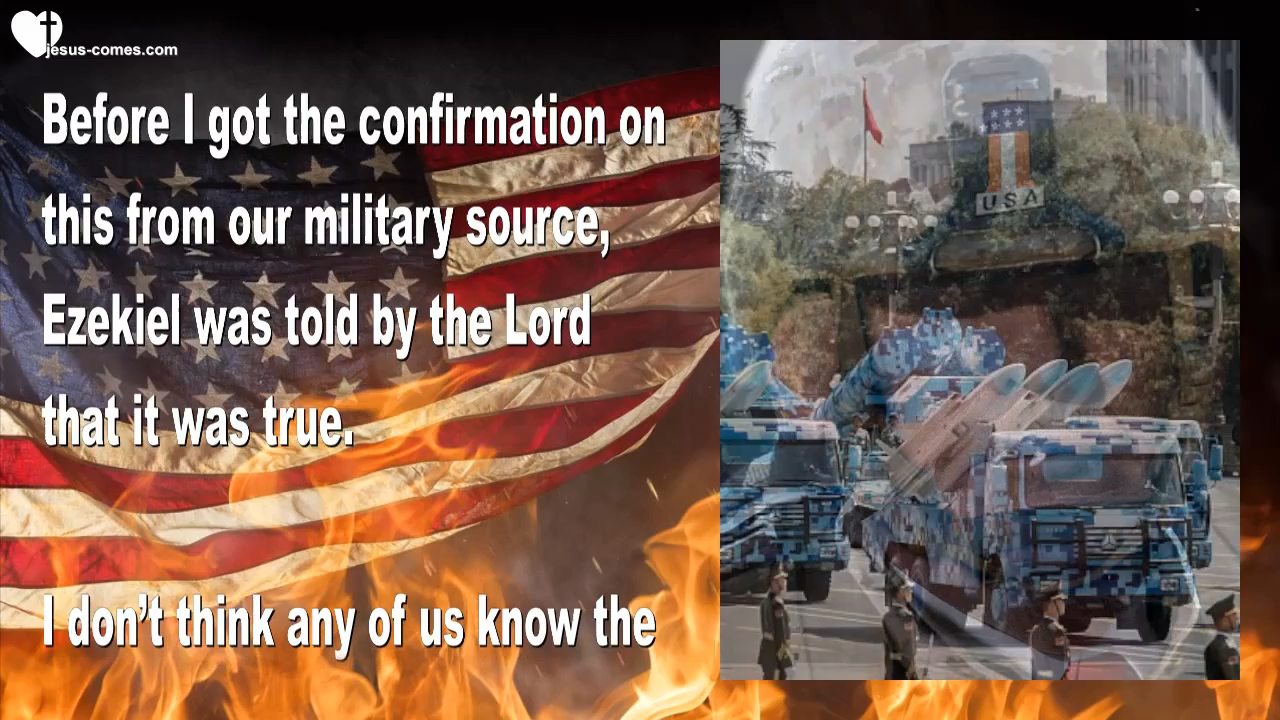 jesus-comes.com
Before I got the confirmation on
this from our military source,
Ezekiel was told by the Lord
that it was true.
I don't think any of us know the
USA